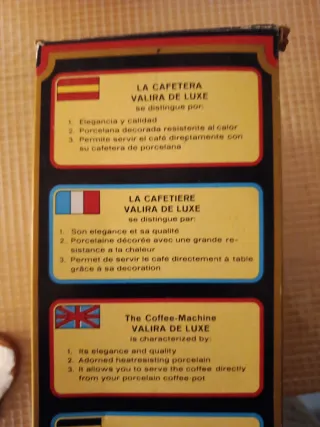 LA CAFETERA
VALIRA DE LUXE
se distingue por:
1. Elegancia y calidad
2. Porcelana decorada resistente al calor
3. Permite servir el café directamente con
su cafetera de porcelana
LA CAFETIERE
VALIRA DE LUXE
se distingue par:
1. Son elegance et sa qualité
2. Porcelaine décorée avec une grande re-
sistance a la chaleur
3. Permet de servir le café directement à table
grâce à sa decoration
The Coffee-Machine
VALIRA DE LUXE
is characterized by:
1. Its elegance and quality
2. Adorned heatresisting porcelain
3. It allows you to serve the coffee directly
from your porcelain coffee-pot